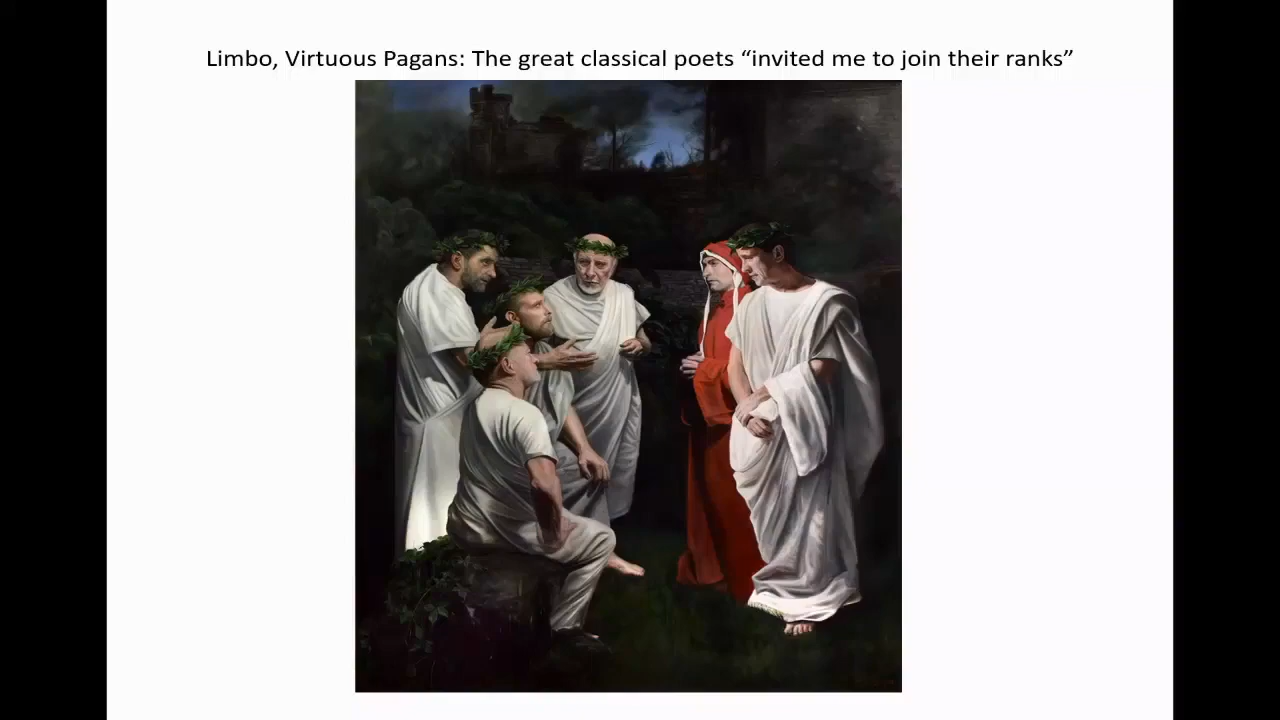 Limbo, Virtuous Pagans: The great classical poets “invited me to join their ranks”